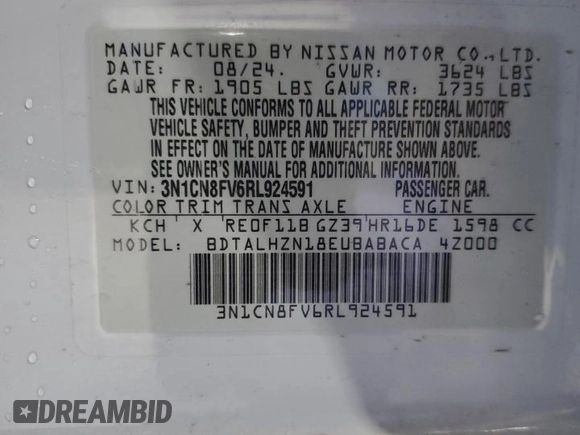 MANUFACTURED BY NISSAN MOTOR CO.,LTD.
DATE: 08/24. GVWR: 3624 LBS
GAWR FR: 1905 LBS GAWR RR: 1735 LBS
THIS VEHICLE CONFORMS TO ALL APPLICABLE FEDERAL MOTOR
VEHICLE SAFETY, BUMPER AND THEFT PREVENTION STANDARDS
IN EFFECT ON THE DATE OF MANUFACTURE SHOWN ABOVE.
SEE OWNER'S MANUAL FOR ADDITIONAL INFORMATION.
VIN: 3N1CN8FV6RL924591 PASSENGER CAR.
COLOR TRIM TRANS AXLE ENGINE
KCH X RE0F11B GZ39 HR16DE 1598 CC
MODEL: BDTALHZN18EUBABACA 4Z000
3N1CN8FV6RL924591
DREAMBID